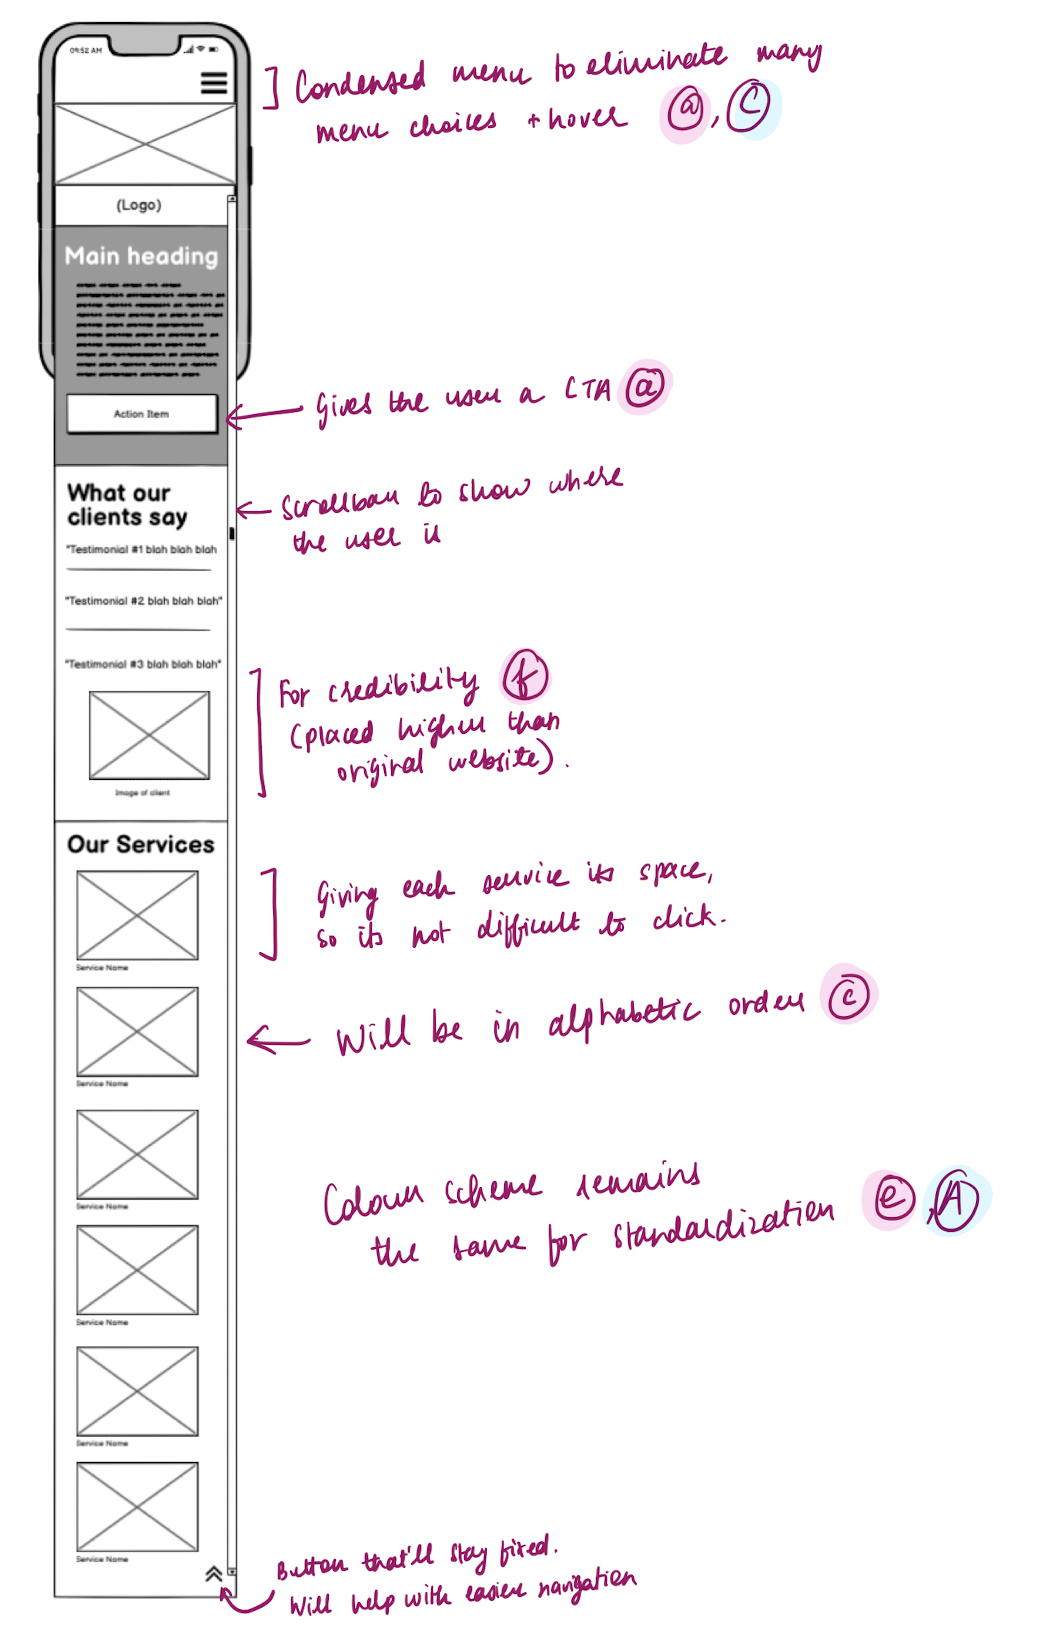 09:52 AM
Condensed menu to eliminate many
menu choices + hover ⓐ, Ⓒ
(Logo)
Main heading
Gives the user a CTA ⓐ
Action Item
What our
clients say
Scrollbar to show where
the user is
"Testimonial #1 blah blah blah
"Testimonial #2 blah blah blah"
"Testimonial #3 blah blah blah"
For credibility ⓕ
(placed higher than
original website).
Image of client
Our Services
Giving each service its space,
so its not difficult to click.
Service Name
Will be in alphabetic order ⓒ
Service Name
Service Name
Colour scheme remains
the same for standardization ⓔ, Ⓐ
Service Name
Service Name
Service Name
Button that'll stay fixed.
Will help with easier navigation